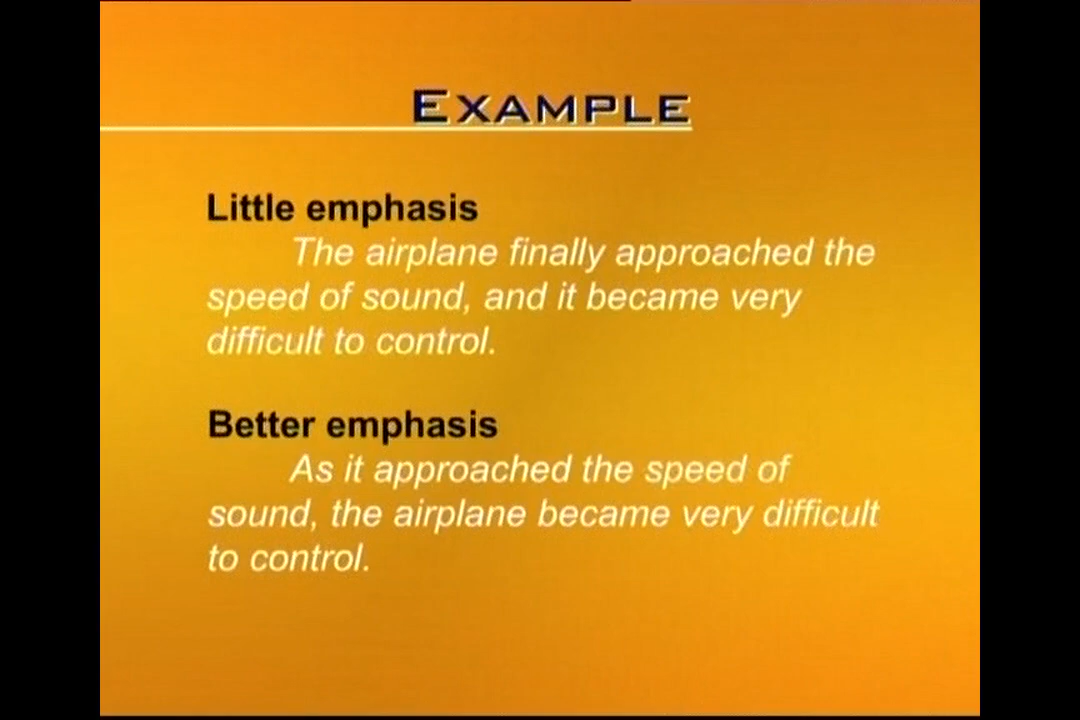 EXAMPLE
Little emphasis
The airplane finally approached the
speed of sound, and it became very
difficult to control.
Better emphasis
As it approached the speed of
sound, the airplane became very difficult
to control.